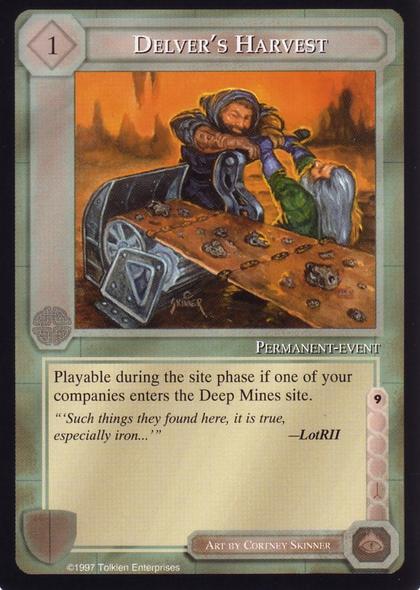 1
DELVER'S HARVEST
SKINNER
PERMANENT-EVENT
Playable during the site phase if one of your
companies enters the Deep Mines site.
“‘Such things they found here, it is true,
especially iron...’”
—LotRII
9
ART BY CORTNEY SKINNER
©1997 Tolkien Enterprises